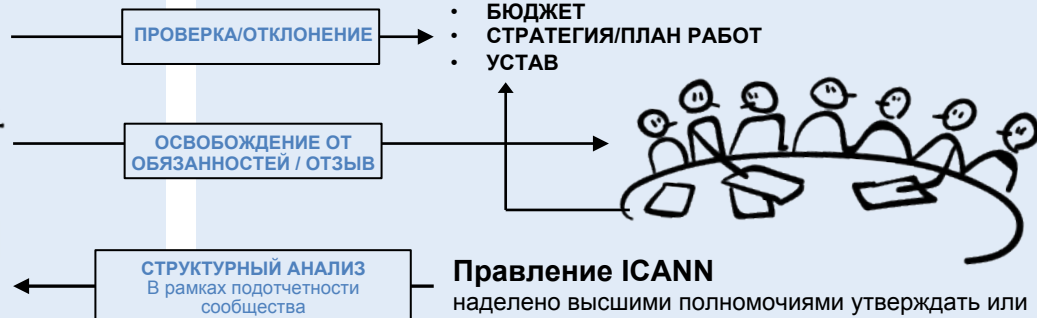 ПРОВЕРКА/ОТКЛОНЕНИЕ
• БЮДЖЕТ
• СТРАТЕГИЯ/ПЛАН РАБОТ
• УСТАВ
ОСВОБОЖДЕНИЕ ОТ
ОБЯЗАННОСТЕЙ / ОТЗЫВ
СТРУКТУРНЫЙ АНАЛИЗ
В рамках подотчетности
сообщества
Правление ICANN
наделено высшими полномочиями утверждать или